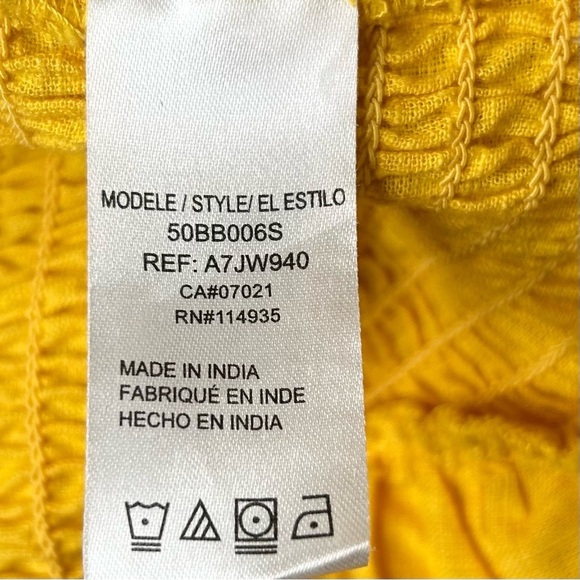 MODELE / STYLE/ EL ESTILO
50BB006S
REF: A7JW940
CA#07021
RN#114935
MADE IN INDIA
FABRIQUÉ EN INDE
HECHO EN INDIA